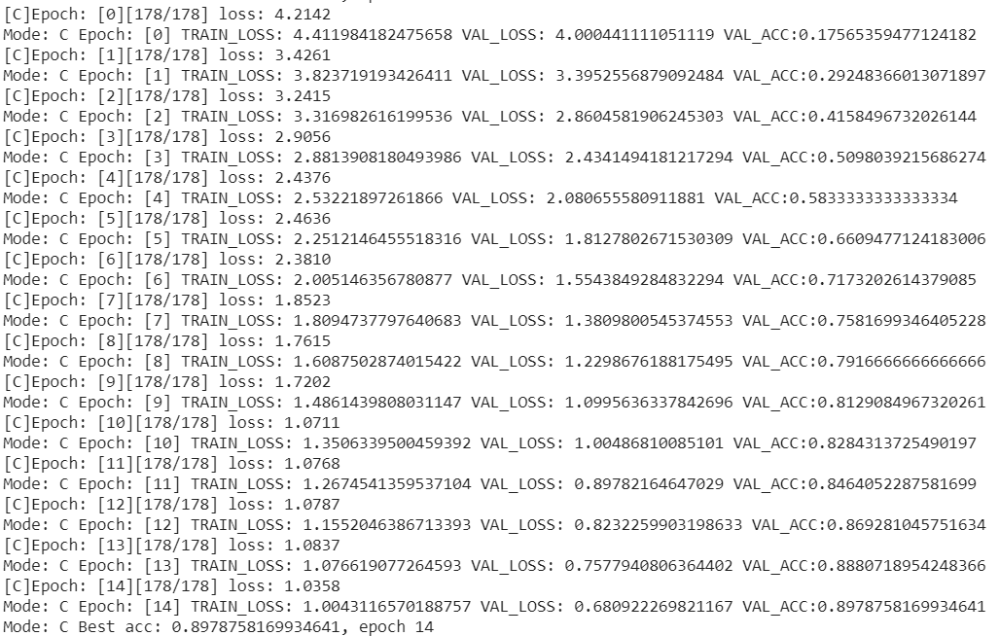 [C]Epoch: [0][178/178] loss: 4.2142
Mode: C Epoch: [0] TRAIN_LOSS: 4.411984182475658 VAL_LOSS: 4.000441111051119 VAL_ACC:0.17565359477124182
[C]Epoch: [1][178/178] loss: 3.4261
Mode: C Epoch: [1] TRAIN_LOSS: 3.823719193426411 VAL_LOSS: 3.3952556879092484 VAL_ACC:0.29248366013071897
[C]Epoch: [2][178/178] loss: 3.2415
Mode: C Epoch: [2] TRAIN_LOSS: 3.316982616199536 VAL_LOSS: 2.8604581906245303 VAL_ACC:0.4158496732026144
[C]Epoch: [3][178/178] loss: 2.9056
Mode: C Epoch: [3] TRAIN_LOSS: 2.8813908180493986 VAL_LOSS: 2.4341494181217294 VAL_ACC:0.5098039215686274
[C]Epoch: [4][178/178] loss: 2.4376
Mode: C Epoch: [4] TRAIN_LOSS: 2.53221897261866 VAL_LOSS: 2.080655580911881 VAL_ACC:0.5833333333333334
[C]Epoch: [5][178/178] loss: 2.4636
Mode: C Epoch: [5] TRAIN_LOSS: 2.2512146455518316 VAL_LOSS: 1.8127802671530309 VAL_ACC:0.6609477124183006
[C]Epoch: [6][178/178] loss: 2.3810
Mode: C Epoch: [6] TRAIN_LOSS: 2.005146356780877 VAL_LOSS: 1.5543849284832294 VAL_ACC:0.7173202614379085
[C]Epoch: [7][178/178] loss: 1.8523
Mode: C Epoch: [7] TRAIN_LOSS: 1.8094737797640683 VAL_LOSS: 1.3809800545374553 VAL_ACC:0.7581699346405228
[C]Epoch: [8][178/178] loss: 1.7615
Mode: C Epoch: [8] TRAIN_LOSS: 1.6087502874015422 VAL_LOSS: 1.2298676188175495 VAL_ACC:0.7916666666666666
[C]Epoch: [9][178/178] loss: 1.7202
Mode: C Epoch: [9] TRAIN_LOSS: 1.4861439808031147 VAL_LOSS: 1.0995636337842696 VAL_ACC:0.8129084967320261
[C]Epoch: [10][178/178] loss: 1.0711
Mode: C Epoch: [10] TRAIN_LOSS: 1.3506339500459392 VAL_LOSS: 1.00486810085101 VAL_ACC:0.8284313725490197
[C]Epoch: [11][178/178] loss: 1.0768
Mode: C Epoch: [11] TRAIN_LOSS: 1.2674541359537104 VAL_LOSS: 0.89782164647029 VAL_ACC:0.8464052287581699
[C]Epoch: [12][178/178] loss: 1.0787
Mode: C Epoch: [12] TRAIN_LOSS: 1.1552046386713393 VAL_LOSS: 0.8232259903198633 VAL_ACC:0.869281045751634
[C]Epoch: [13][178/178] loss: 1.0837
Mode: C Epoch: [13] TRAIN_LOSS: 1.076619077264593 VAL_LOSS: 0.7577940806364402 VAL_ACC:0.8880718954248366
[C]Epoch: [14][178/178] loss: 1.0358
Mode: C Epoch: [14] TRAIN_LOSS: 1.0043116570188757 VAL_LOSS: 0.680922269821167 VAL_ACC:0.8978758169934641
Mode: C Best acc: 0.8978758169934641, epoch 14